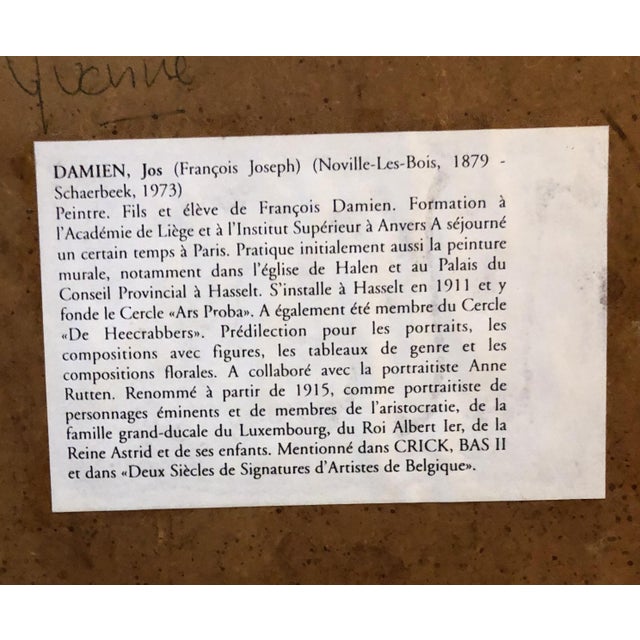 Yvonne
DAMIEN, Jos (François Joseph) (Noville-Les-Bois, 1879 -
Schaerbeek, 1973)
Peintre. Fils et élève de François Damien. Formation à
l'Académie de Liège et à l'Institut Supérieur à Anvers A séjourné
un certain temps à Paris. Pratique initialement aussi la peinture
murale, notamment dans l'église de Halen et au Palais du
Conseil Provincial à Hasselt. S'installe à Hasselt en 1911 et y
fonde le Cercle «Ars Proba». A également été membre du Cercle
«De Heecrabbers». Prédilection pour les portraits, les
compositions avec figures, les tableaux de genre et les
compositions florales. A collaboré avec la portraitiste Anne
Rutten. Renommé à partir de 1915, comme portraitiste de
personnages éminents et de membres de l'aristocratie, de la
famille grand-ducale du Luxembourg, du Roi Albert Ier, de la
Reine Astrid et de ses enfants. Mentionné dans CRICK, BAS II
et dans «Deux Siècles de Signatures d'Artistes de Belgique».